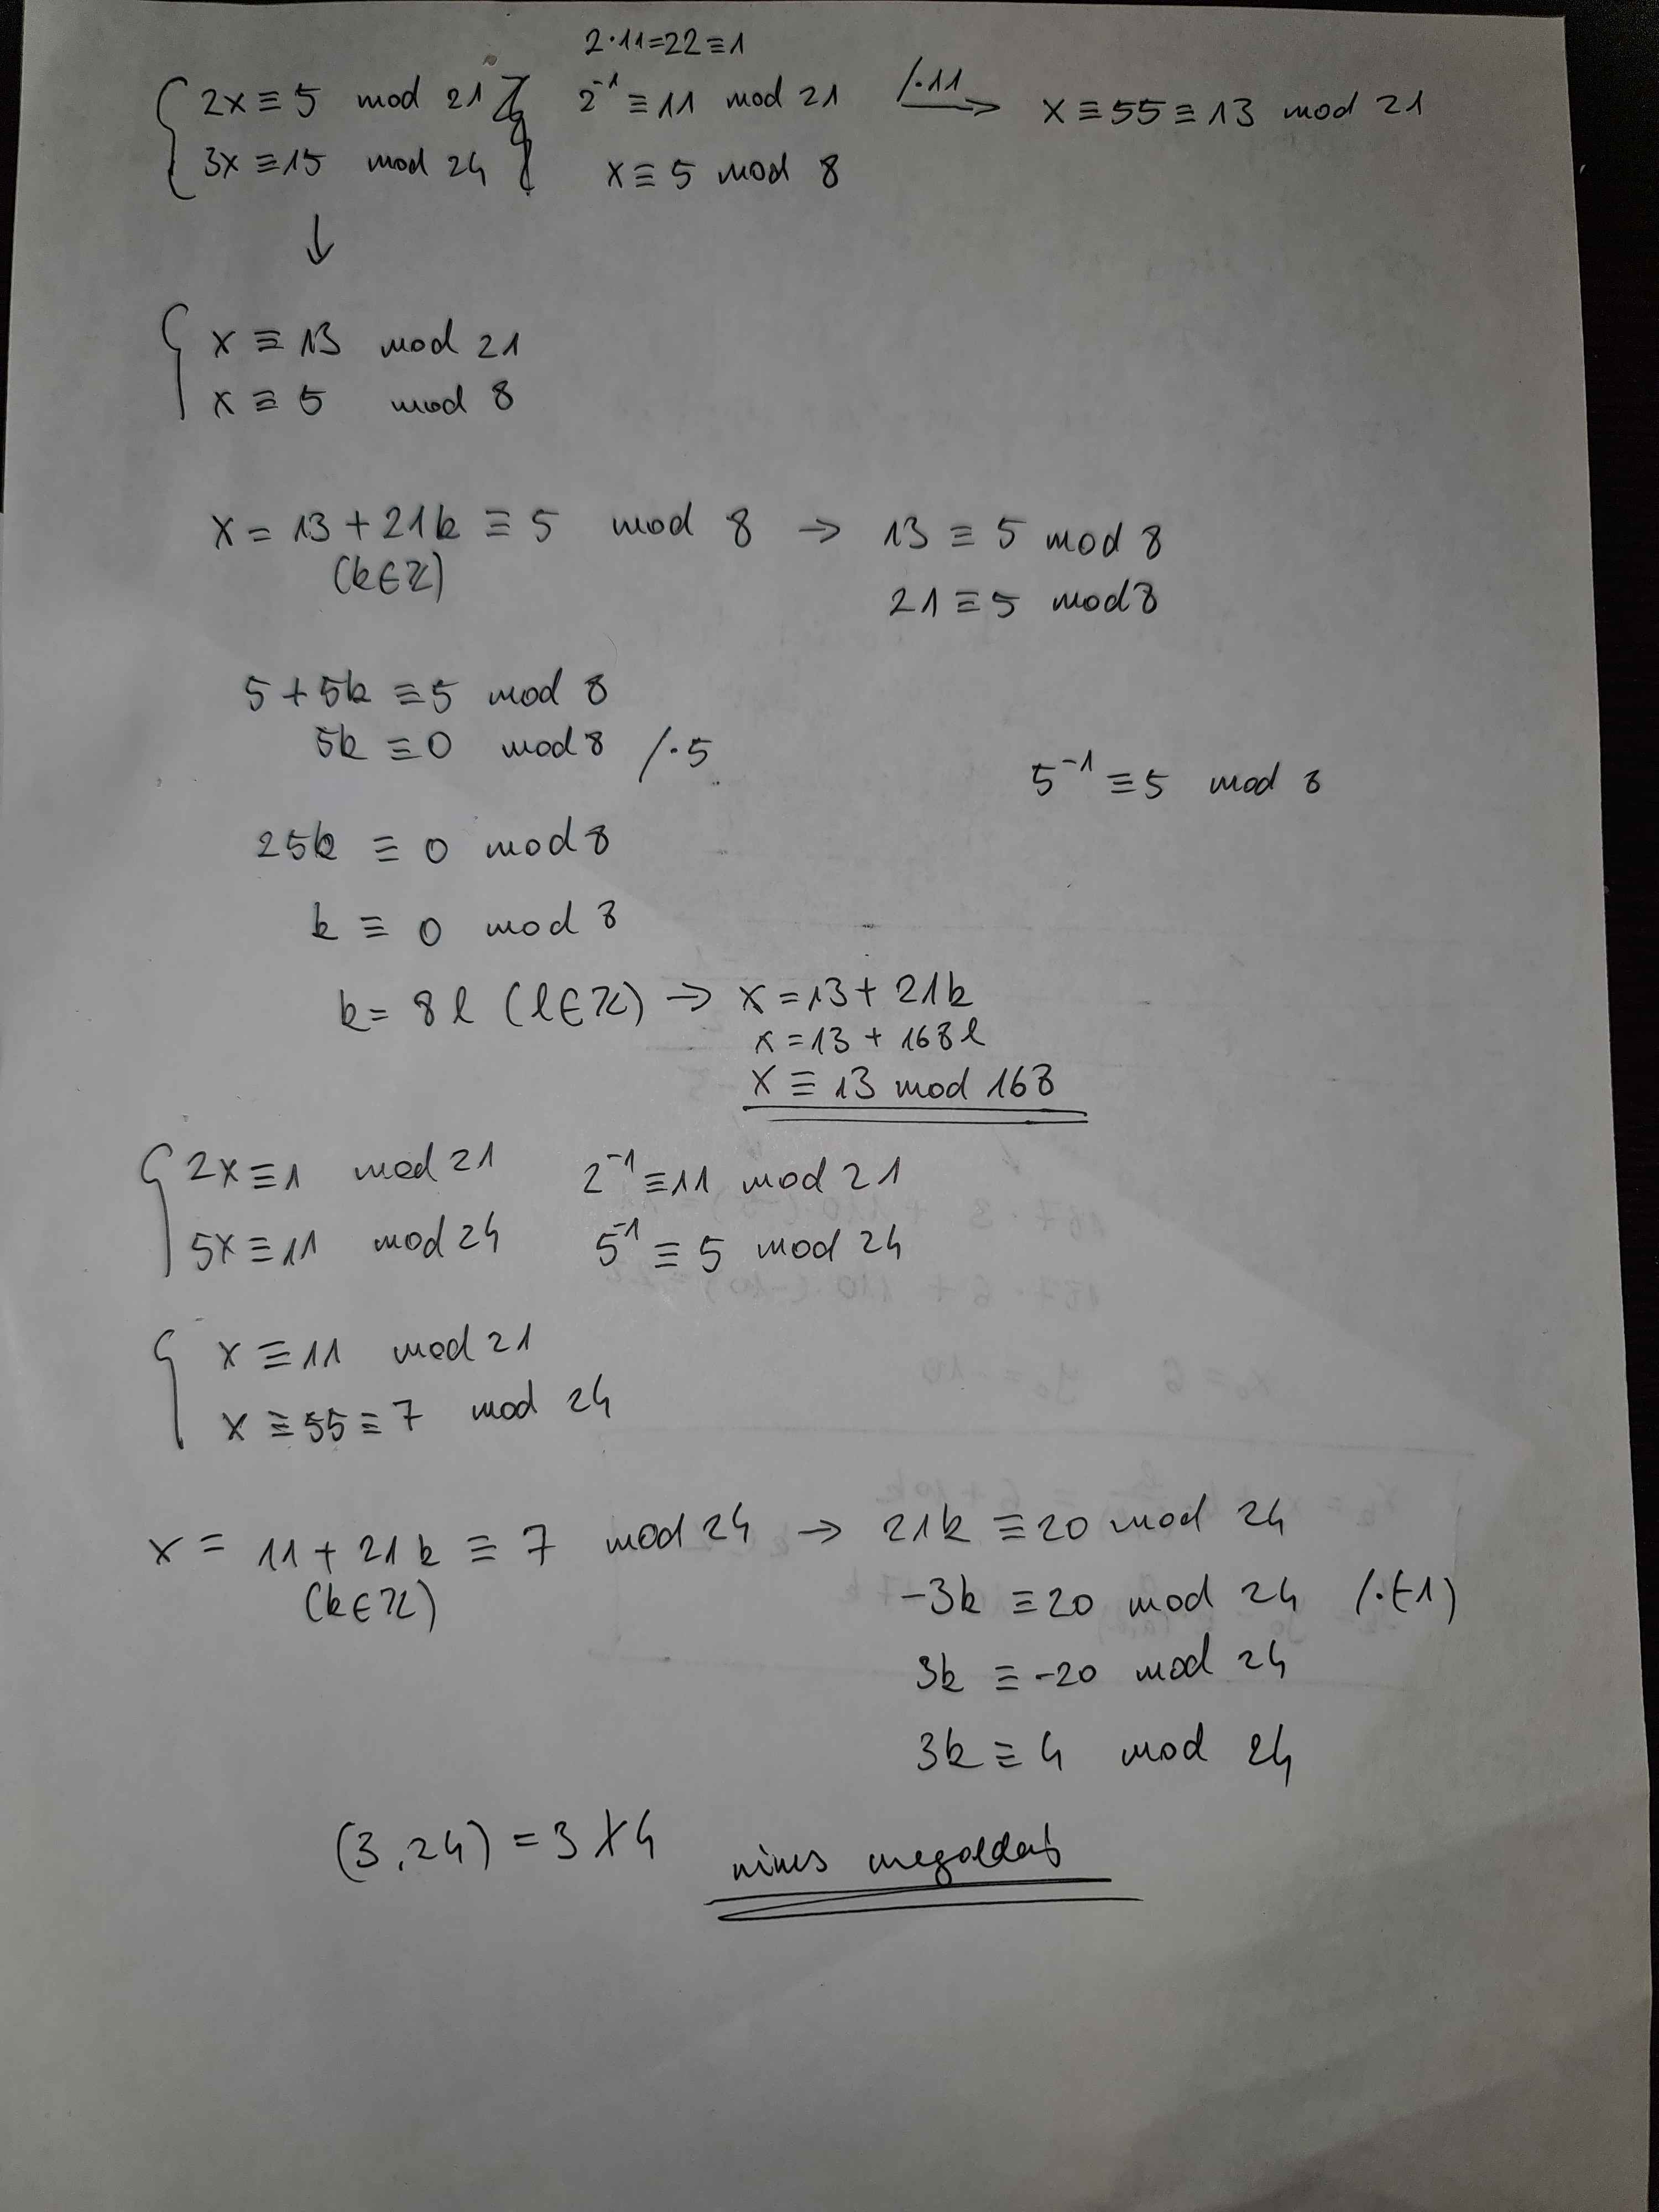 2·11=22≡1
2x ≡ 5 mod 21 2⁻¹ ≡ 11 mod 21 /·11 → x ≡ 55 ≡ 13 mod 21
3x ≡ 15 mod 24 x ≡ 5 mod 8
↓
x ≡ 13 mod 21
x ≡ 5 mod 8
x = 13 + 21k ≡ 5 mod 8 → 13 ≡ 5 mod 8
(k∈ℤ)
21 ≡ 5 mod 8
5 + 5k ≡ 5 mod 8
5k ≡ 0 mod 8 /·5
5⁻¹ ≡ 5 mod 8
25k ≡ 0 mod 8
k ≡ 0 mod 8
k = 8l (l∈ℤ) → x = 13 + 21k
x = 13 + 168l
x ≡ 13 mod 168
2x ≡ 1 mod 21 2⁻¹ ≡ 11 mod 21
5x ≡ 11 mod 24 5⁻¹ ≡ 5 mod 24
x ≡ 11 mod 21
x ≡ 55 ≡ 7 mod 24
x = 11 + 21k ≡ 7 mod 24 → 21k ≡ 20 mod 24
(k∈ℤ)
-3k ≡ 20 mod 24 /·(-1)
3k ≡ -20 mod 24
3k ≡ 4 mod 24
(3,24) = 3 ∤ 4 nincs megoldás